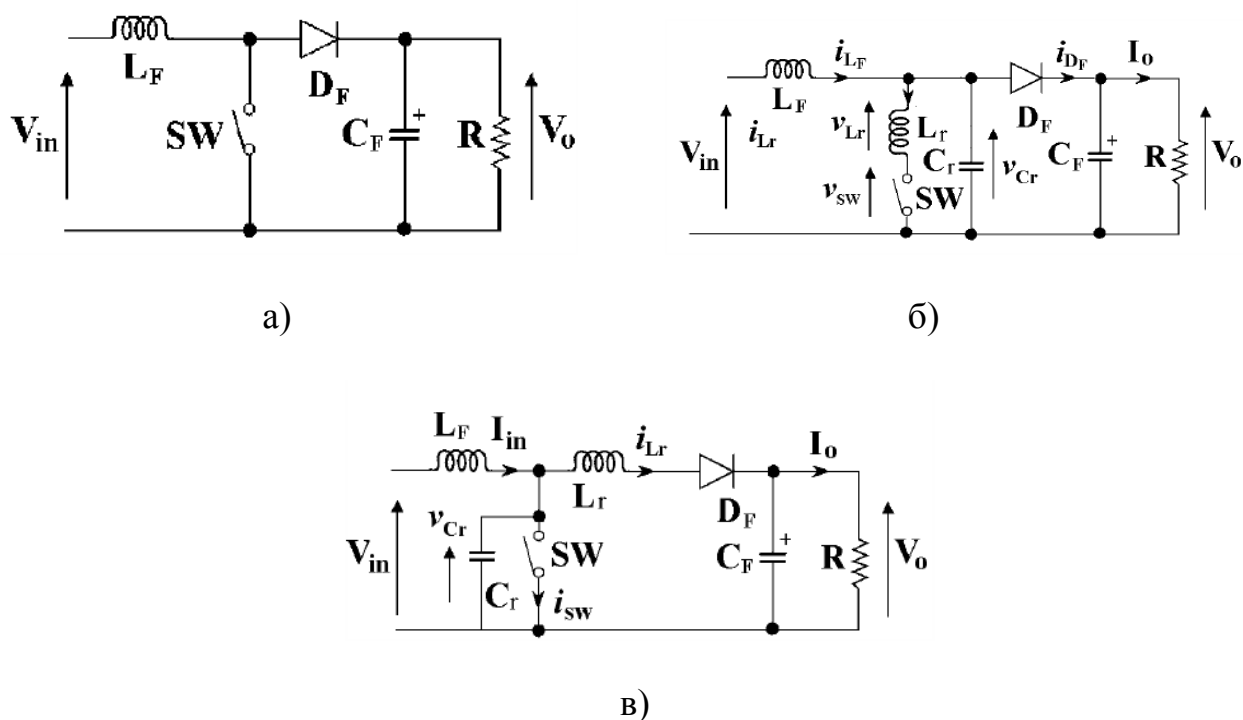 L_F
D_F
V_in
SW
C_F
+
R
V_o
а)
i_LF
i_DF
I_o
L_F
D_F
i_Lr
v_Lr
L_r
V_in
C_r
v_Cr
C_F
+
R
V_o
v_sw
SW
б)
L_F
I_in
i_Lr
I_o
L_r
D_F
v_Cr
SW
V_in
C_F
+
R
V_o
C_r
i_sw
в)